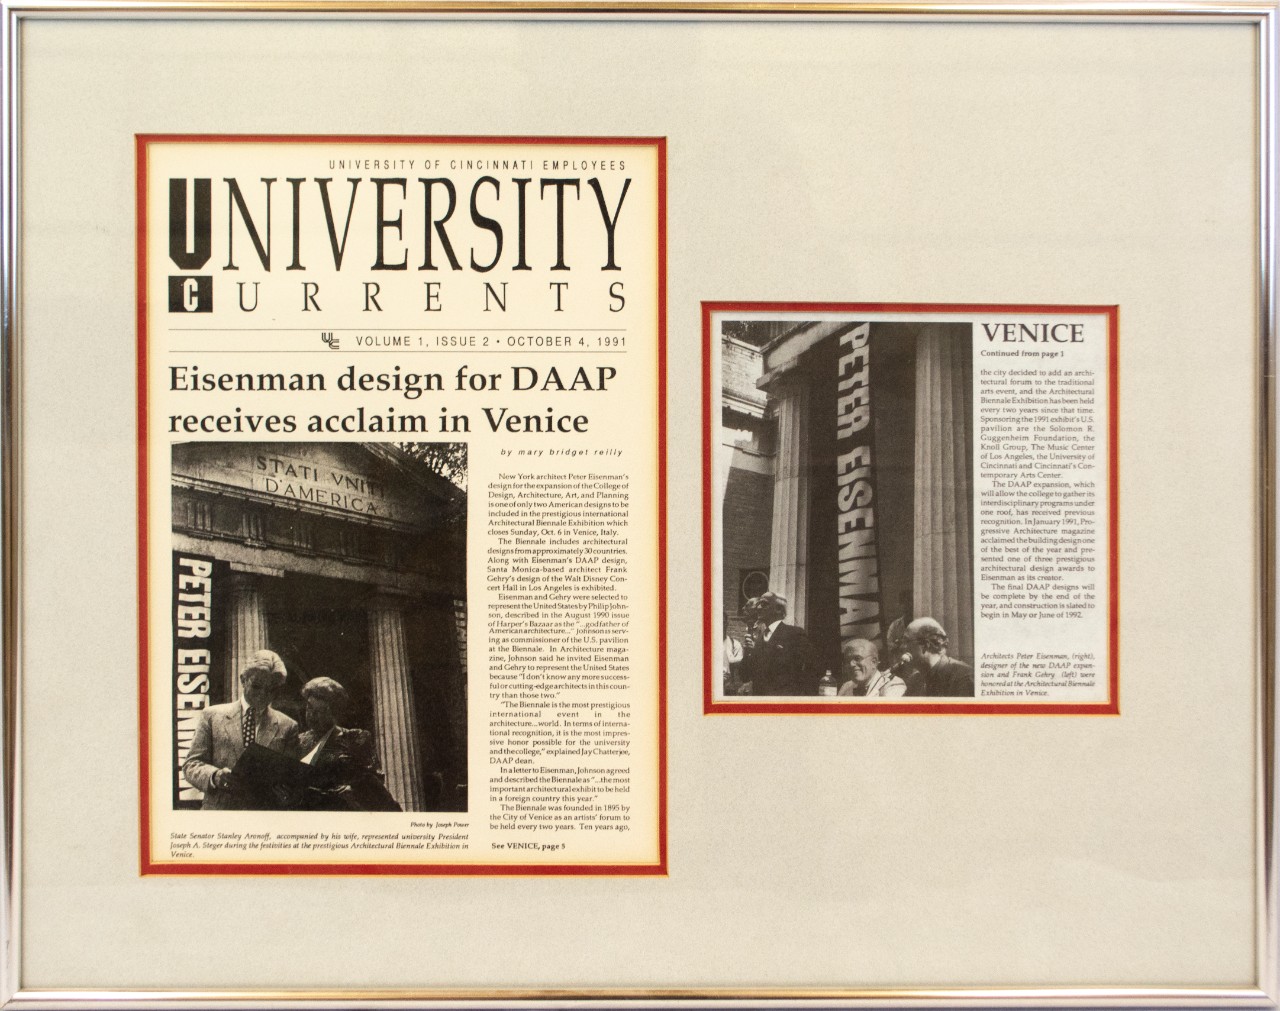 UNIVERSITY OF CINCINNATI EMPLOYEES
UNIVERSITY
CURRENTS
UC VOLUME 1, ISSUE 2 • OCTOBER 4, 1991
Eisenman design for DAAP
receives acclaim in Venice
STATI VNITI
D'AMERICA
PETER EISENMAN
by mary bridget reilly
New York architect Peter Eisenman's
design for the expansion of the College of
Design, Architecture, Art, and Planning
is one of only two American designs to be
included in the prestigious international
Architectural Biennale Exhibition which
closes Sunday, Oct. 6 in Venice, Italy.
The Biennale includes architectural
designs from approximately 30 countries.
Along with Eisenman's DAAP design,
Santa Monica-based architect Frank
Gehry's design of the Walt Disney Con-
cert Hall in Los Angeles is exhibited.
Eisenman and Gehry were selected to
represent the United States by Philip John-
son, described in the August 1990 issue
of Harper's Bazaar as the "...godfather of
American architecture..." Johnson is serv-
ing as commissioner of the U.S. pavilion
at the Biennale. In Architecture maga-
zine, Johnson said he invited Eisenman
and Gehry to represent the United States
because "I don't know any more success-
ful or cutting-edge architects in this coun-
try than those two."
"The Biennale is the most prestigious
international event in the
architecture...world. In terms of interna-
tional recognition, it is the most impres-
sive honor possible for the university
and the college," explained Jay Chatterjee,
DAAP dean.
In a letter to Eisenman, Johnson agreed
and described the Biennale as "...the most
important architectural exhibit to be held
in a foreign country this year."
The Biennale was founded in 1895 by
the City of Venice as an artists' forum to
be held every two years. Ten years ago,
See VENICE, page 3
Photo by Joseph Power
State Senator Stanley Aronoff, accompanied by his wife, represented university President
Joseph A. Steger during the festivities at the prestigious Architectural Biennale Exhibition in
Venice.
PETER EISENMAN
VENICE
Continued from page 1
the city decided to add an archi-
tectural forum to the traditional
arts event, and the Architectural
Biennale Exhibition has been held
every two years since that time.
Sponsoring the 1991 exhibit's U.S.
pavilion are the Solomon R.
Guggenheim Foundation, the
Knoll Group, The Music Center
of Los Angeles, the University of
Cincinnati and Cincinnati's Con-
temporary Arts Center.
The DAAP expansion, which
will allow the college to gather its
interdisciplinary programs under
one roof, has received previous
recognition. In January 1991, Pro-
gressive Architecture magazine
acclaimed the building design one
of the best of the year and pre-
sented one of three prestigious
architectural design awards to
Eisenman as its creator.
The final DAAP designs will
be complete by the end of the
year, and construction is slated to
begin in May or June of 1992.
Architects Peter Eisenman, (right),
designer of the new DAAP expan-
sion and Frank Gehry (left) were
honored at the Architectural Biennale
Exhibition in Venice.